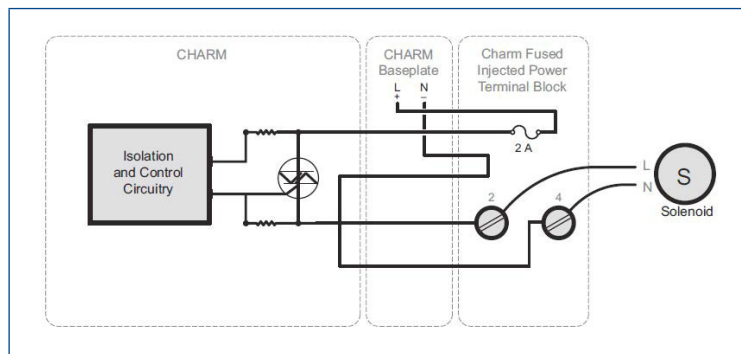 CHARM
CHARM
Baseplate
L
+
N
–
Charm Fused
Injected Power
Terminal Block
Isolation
and Control
Circuitry
2 A
2
4
L
N
S
Solenoid